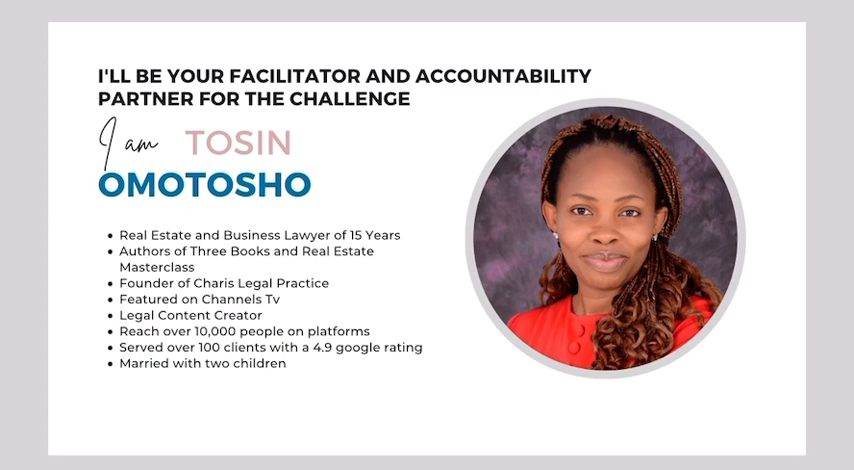 I'LL BE YOUR FACILITATOR AND ACCOUNTABILITY
PARTNER FOR THE CHALLENGE
I am TOSIN
OMOTOSHO
• Real Estate and Business Lawyer of 15 Years
• Authors of Three Books and Real Estate
Masterclass
• Founder of Charis Legal Practice
• Featured on Channels Tv
• Legal Content Creator
• Reach over 10,000 people on platforms
• Served over 100 clients with a 4.9 google rating
• Married with two children